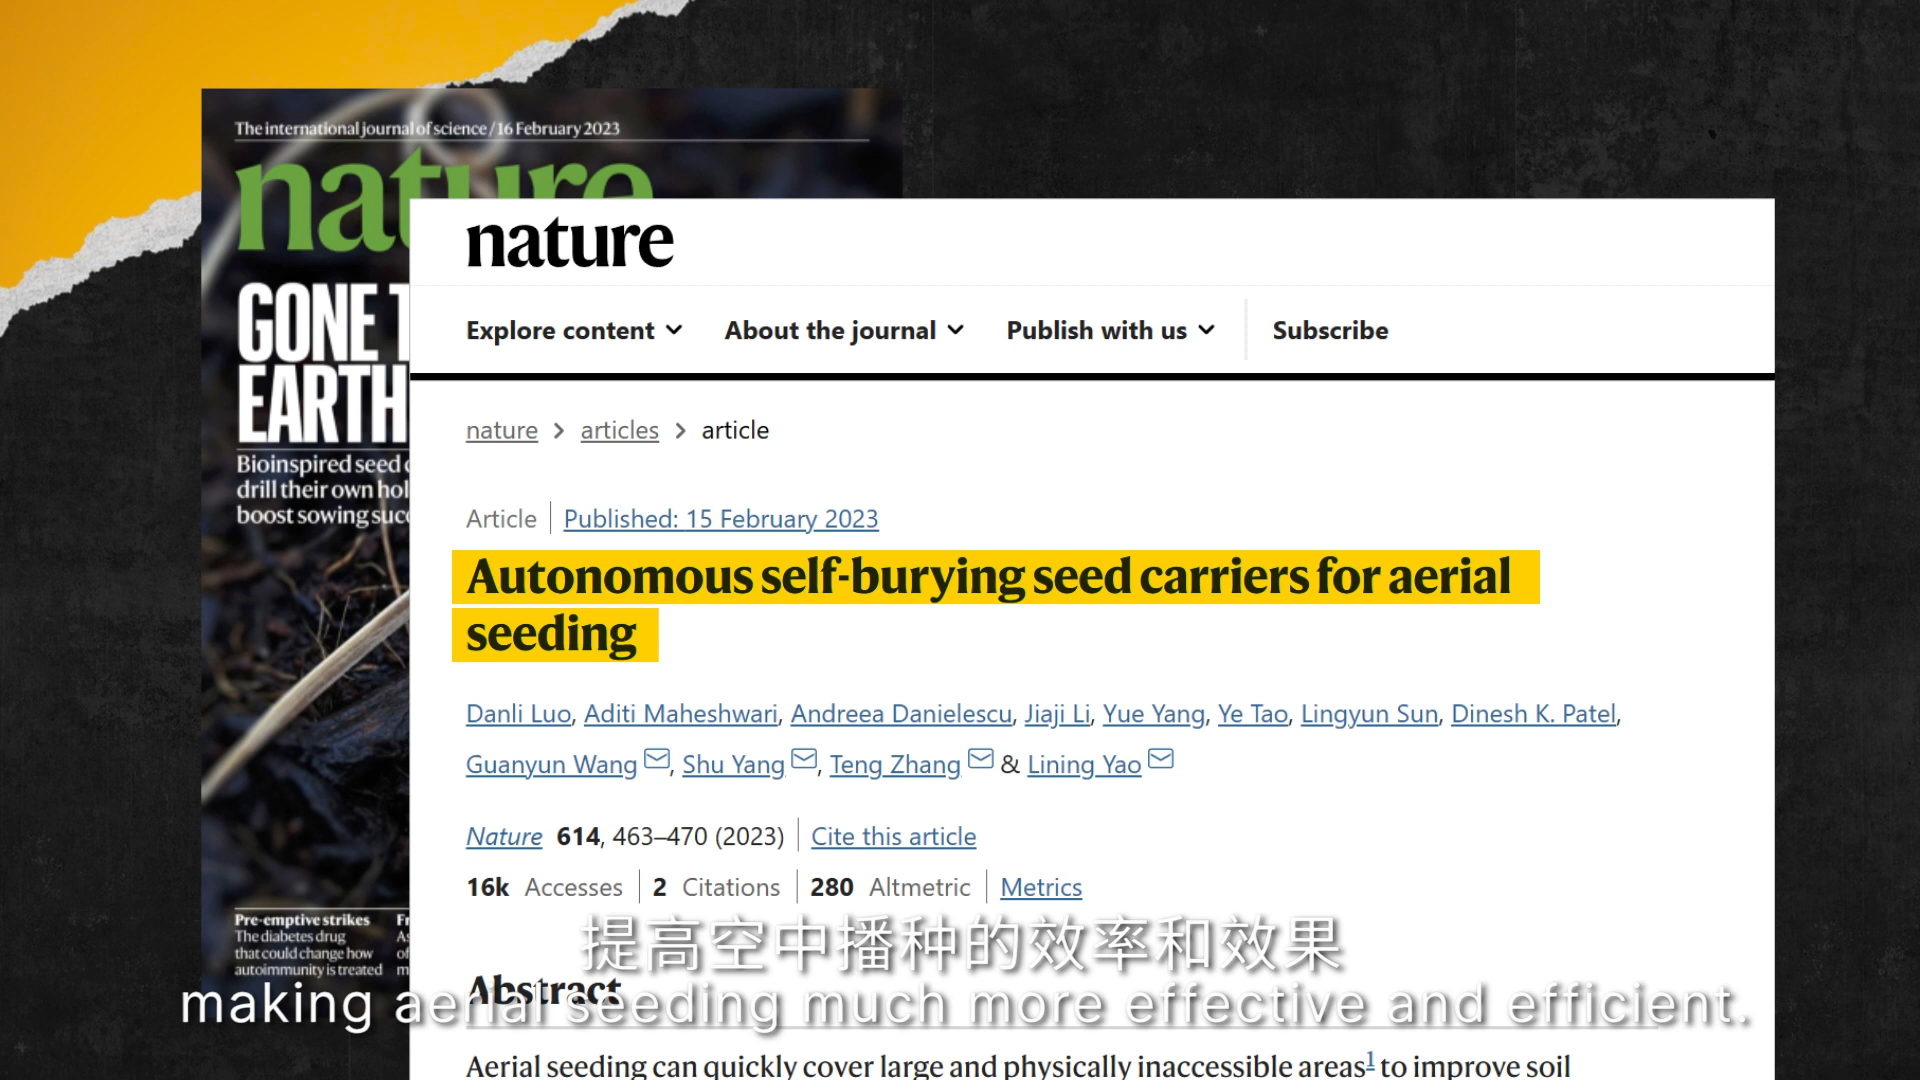 The international journal of science / 16 February 2023
nature
GONE T
EARTH
Bioinspired seed
drill their own hol
boost sowing suc
Pre-emptive strikes
The diabetes drug
that could change how
autoimmunity is treated
nature
Explore content
About the journal
Publish with us
Subscribe
nature > articles > article
Article | Published: 15 February 2023
Autonomous self-burying seed carriers for aerial
seeding
Danli Luo, Aditi Maheshwari, Andreea Danielescu, Jiaji Li, Yue Yang, Ye Tao, Lingyun Sun, Dinesh K. Patel,
Guanyun Wang, Shu Yang, Teng Zhang & Lining Yao
Nature 614, 463–470 (2023) | Cite this article
16k Accesses | 2 Citations | 280 Altmetric | Metrics
提高空中播种的效率和效果
Abstract
making aerial seeding much more effective and efficient.
Aerial seeding can quickly cover large and physically inaccessible areas1 to improve soil